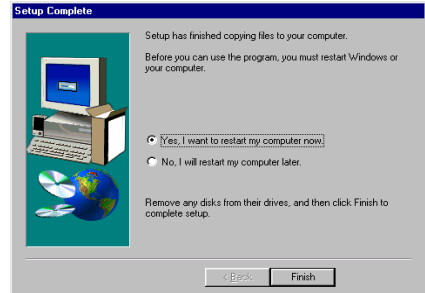 Setup Complete
Setup has finished copying files to your computer.
Before you can use the program, you must restart Windows or
your computer.
Yes, I want to restart my computer now.
No, I will restart my computer later.
Remove any disks from their drives, and then click Finish to
complete setup.
< Back
Finish